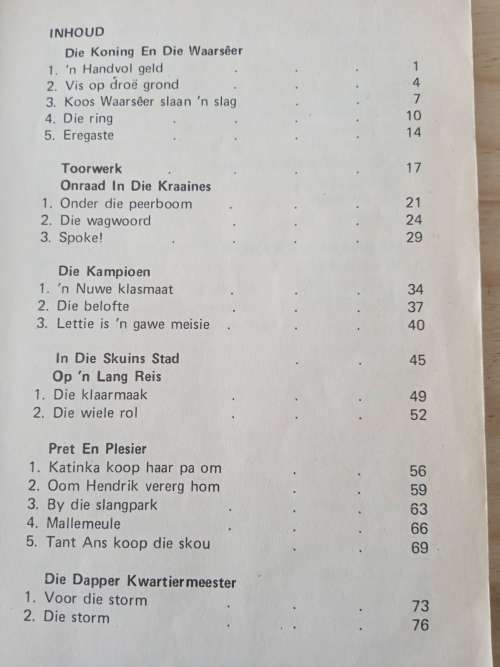 INHOUD
Die Koning En Die Waarsêer
1. 'n Handvol geld . . . 1
2. Vis op droë grond . . . 4
3. Koos Waarsêer slaan 'n slag . . 7
4. Die ring . . . . 10
5. Eregaste . . . . 14
Toorwerk . . . . 17
Onraad In Die Kraaines
1. Onder die peerboom . . . 21
2. Die wagwoord . . . 24
3. Spoke! . . . . 29
Die Kampioen
1. 'n Nuwe klasmaat . . . 34
2. Die belofte . . . 37
3. Lettie is 'n gawe meisie . . . 40
In Die Skuins Stad . . 45
Op 'n Lang Reis
1. Die klaarmaak . . . 49
2. Die wiele rol . . . 52
Pret En Plesier
1. Katinka koop haar pa om . . 56
2. Oom Hendrik vererg hom . . 59
3. By die slangpark . . . 63
4. Mallemeule . . . 66
5. Tant Ans koop die skou . . 69
Die Dapper Kwartiermeester
1. Voor die storm . . . 73
2. Die storm . . . . 76